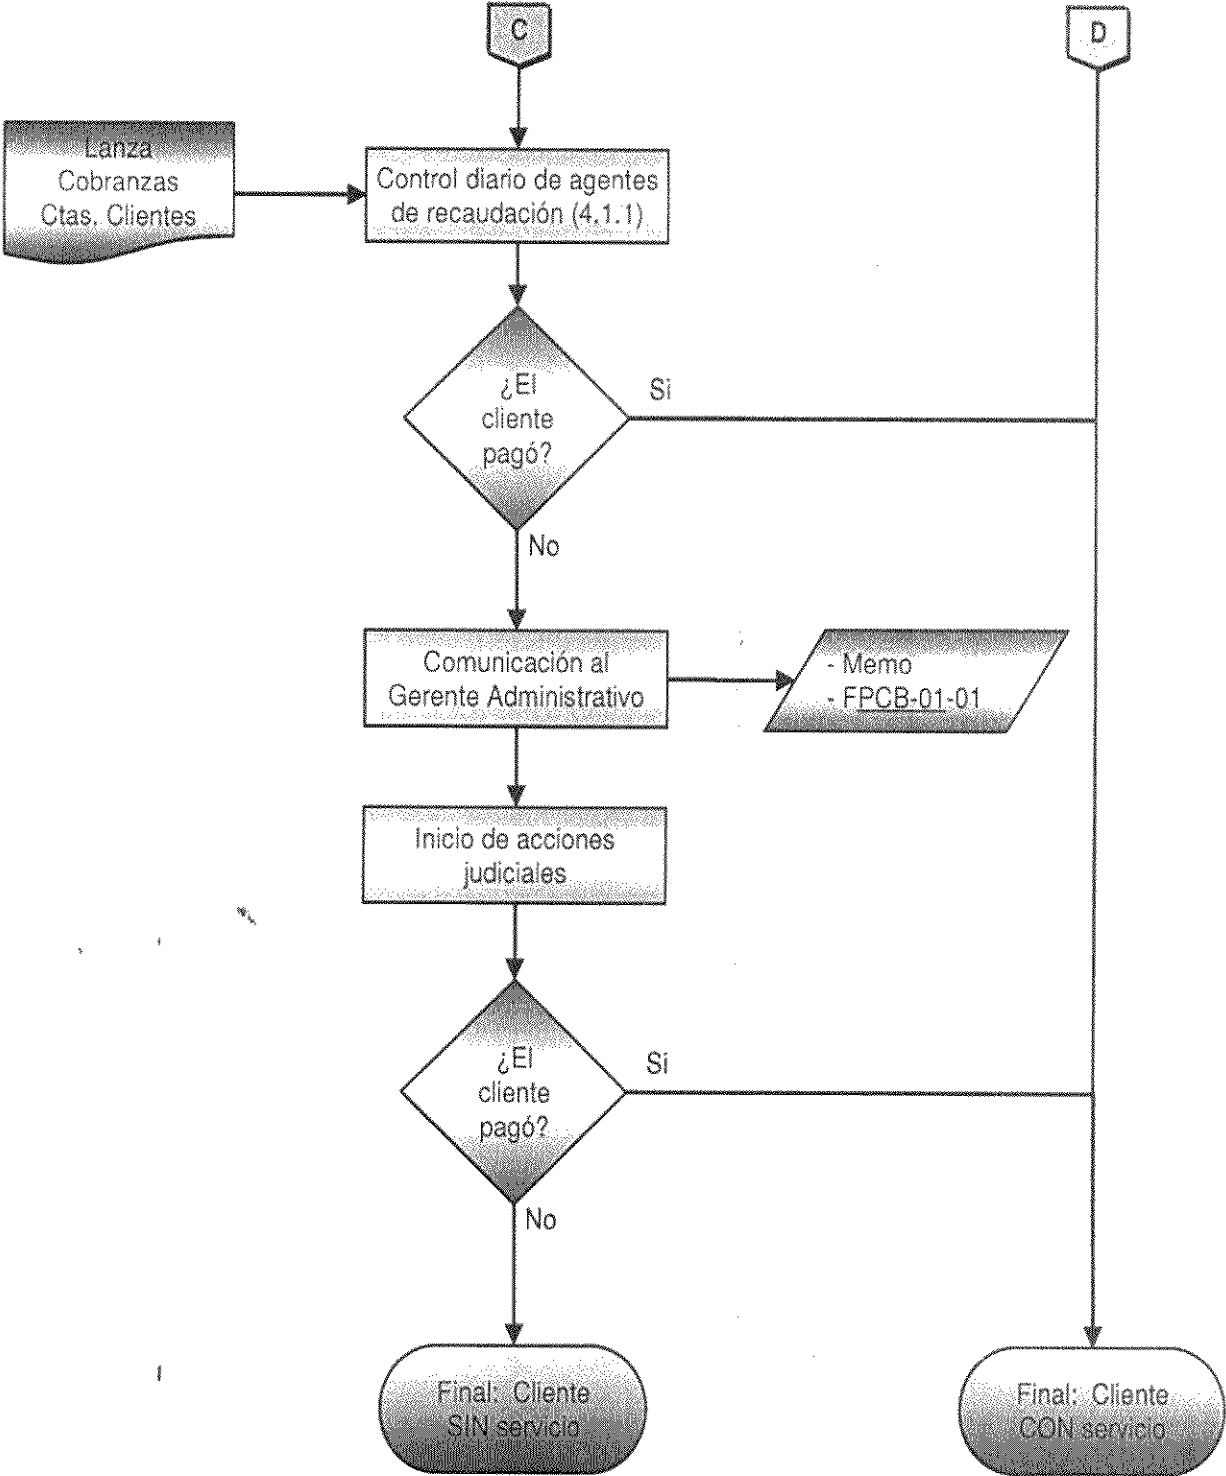 C
D
Lanza
Cobranzas
Ctas. Clientes
Control diario de agentes
de recaudación (4.1.1)
¿El
cliente
pagó?
Si
No
Comunicación al
Gerente Administrativo
- Memo
- FPCB-01-01
Inicio de acciones
judiciales
¿El
cliente
pagó?
Si
No
Final: Cliente
SIN servicio
Final: Cliente
CON servicio